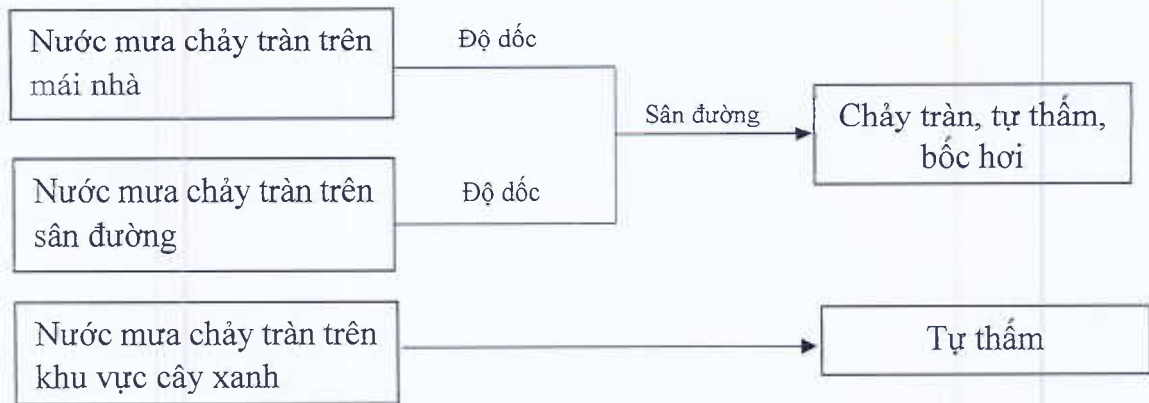 Nước mưa chảy tràn trên
mái nhà
Độ dốc
Sân đường
Chảy tràn, tự thấm,
bốc hơi
Nước mưa chảy tràn trên
sân đường
Độ dốc
Nước mưa chảy tràn trên
khu vực cây xanh
Tự thấm